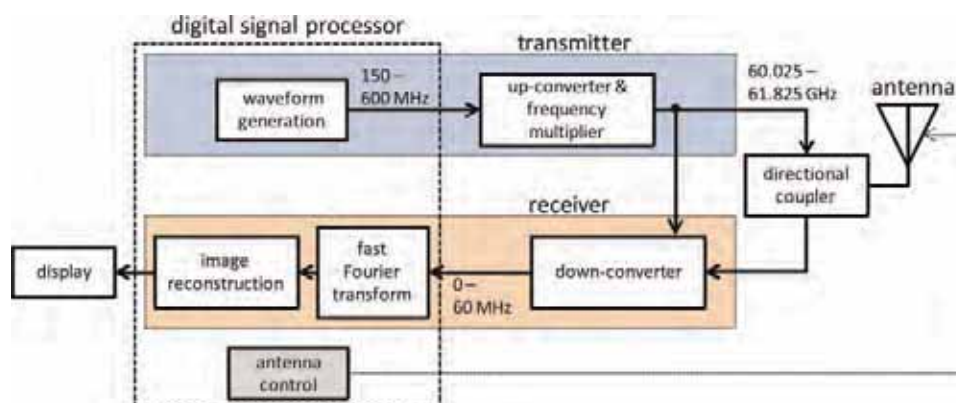 digital signal processor
transmitter
150 –
600 MHz
60.025 –
61.825 GHz
antenna
waveform
generation
up-converter &
frequency
multiplier
directional
coupler
receiver
display
image
reconstruction
fast
Fourier
transform
0 –
60 MHz
down-converter
antenna
control